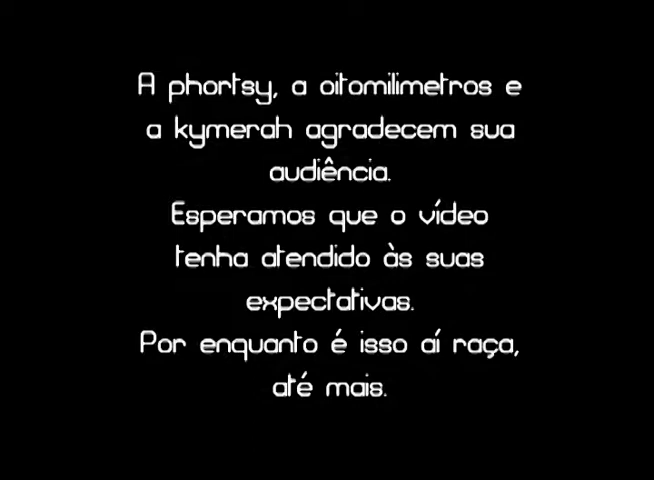 A phortsy, a oitomilimetros e
a kymerah agradecem sua
audiência.
Esperamos que o vídeo
tenha atendido às suas
expectativas.
Por enquanto é isso aí raça,
até mais.